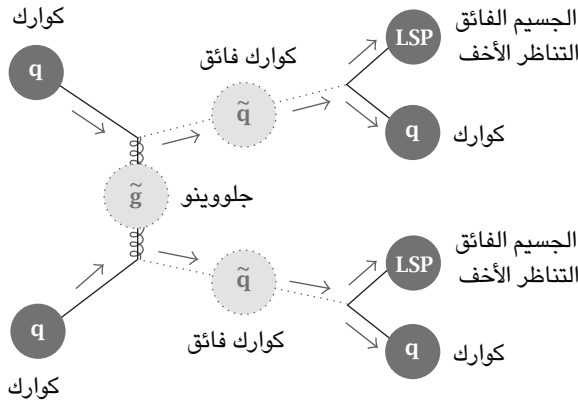 كوارك
q
كوارك فائق
q̃
LSP
الجسيم الفائق
التناظر الأخف
q
كوارك
g̃
جلووينو
q
كوارك
q̃
كوارك فائق
LSP
الجسيم الفائق
التناظر الأخف
q
كوارك